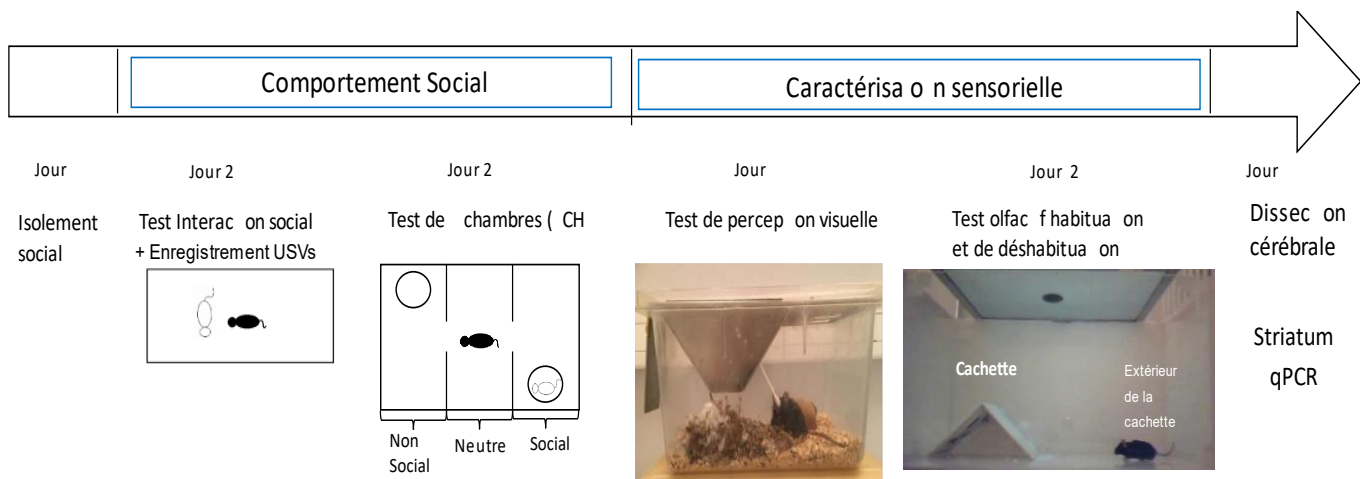 Comportement Social
Caractérisa o n sensorielle
Jour
Jour 2
Jour 2
Jour
Jour 2
Jour
Isolement
social
Test Interac on social
+ Enregistrement USVs
Test de chambres ( CH
Test de percep on visuelle
Test olfac f habitua on
et de déshabitua on
Dissec on
cérébrale
Striatum
qPCR
Non
Social
Neutre
Social
Cachette
Extérieur
de la
cachette